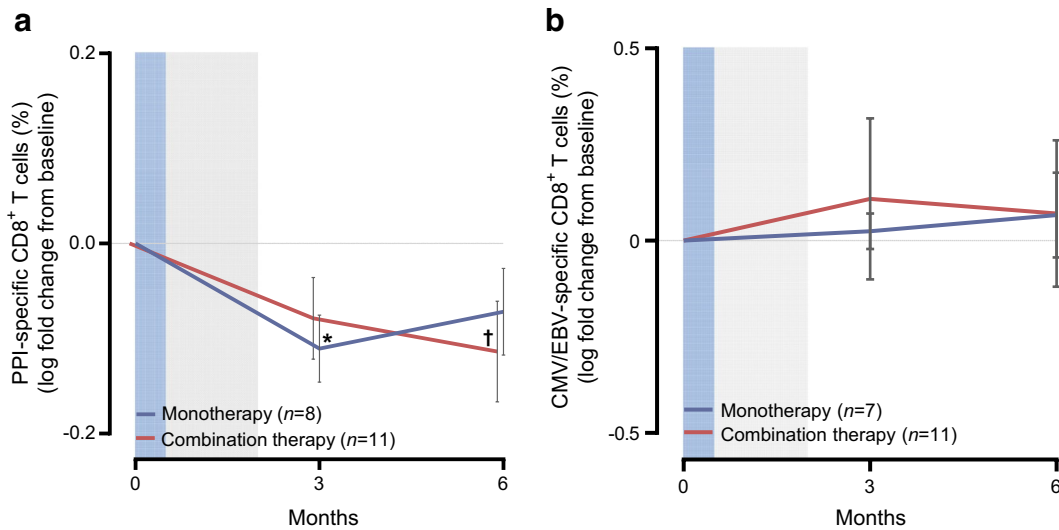 a
PPI-specific CD8⁺ T cells (%)
(log fold change from baseline)
0.2
0.0
-0.2
*
†
Monotherapy (n=8)
Combination therapy (n=11)
0
3
6
Months
b
CMV/EBV-specific CD8⁺ T cells (%)
(log fold change from baseline)
0.5
0
-0.5
Monotherapy (n=7)
Combination therapy (n=11)
0
3
6
Months